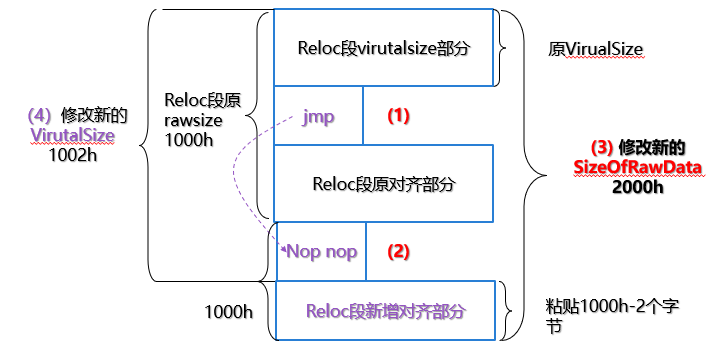 Reloc段virutalsize部分
原VirualSize
(4) 修改新的
VirutalSize
1002h
Reloc段原
rawsize
1000h
jmp
(1)
(3) 修改新的
SizeOfRawData
2000h
Reloc段原对齐部分
Nop nop
(2)
1000h
Reloc段新增对齐部分
粘贴1000h-2个字
节